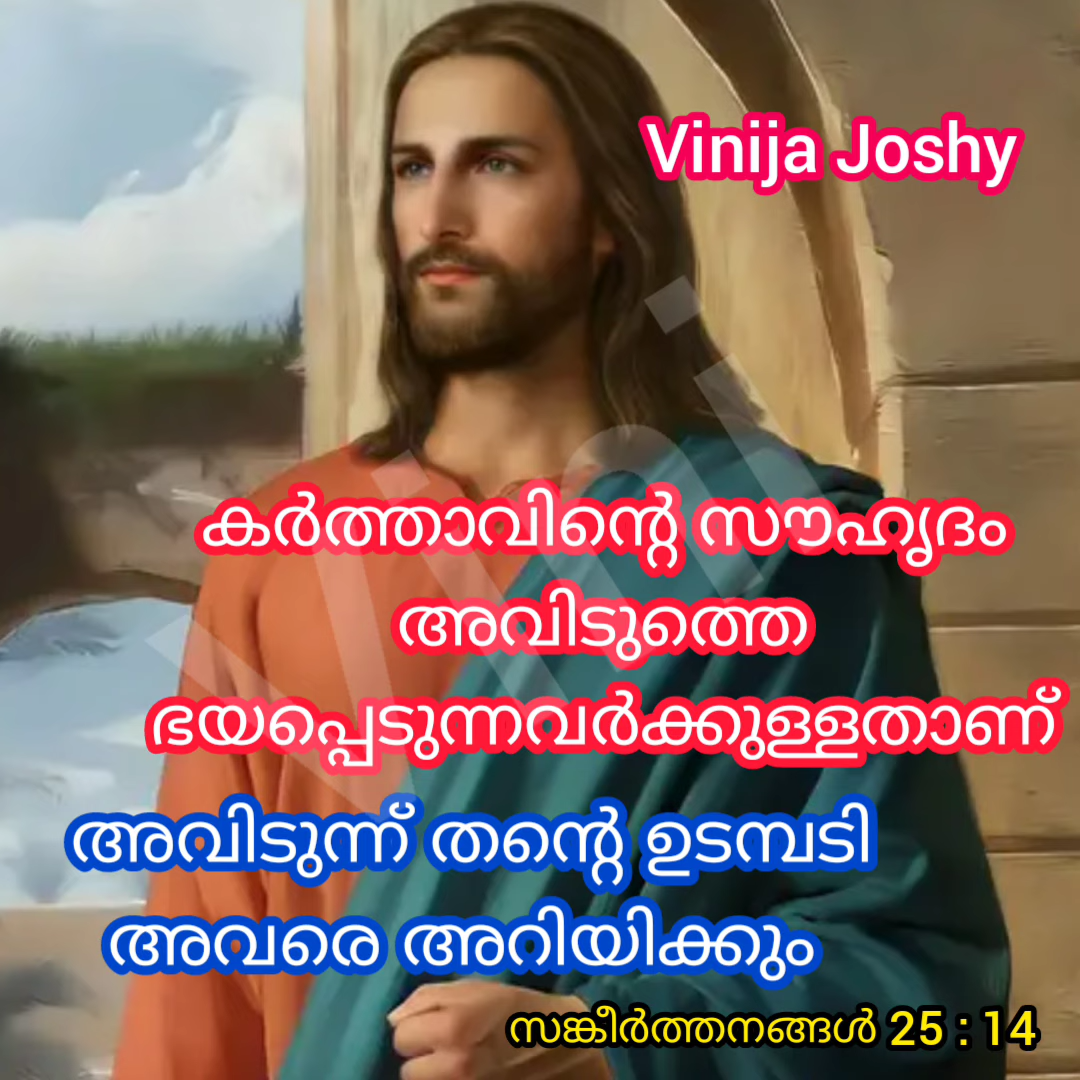 Vinija Joshy
കർത്താവിന്റെ സൗഹൃദം
അവിടുത്തെ
ഭയപ്പെടുന്നവർക്കുള്ളതാണ്
അവിടുന്ന് തന്റെ ഉടമ്പടി
അവരെ അറിയിക്കും
സങ്കീർത്തനങ്ങൾ 25 : 14
Vini